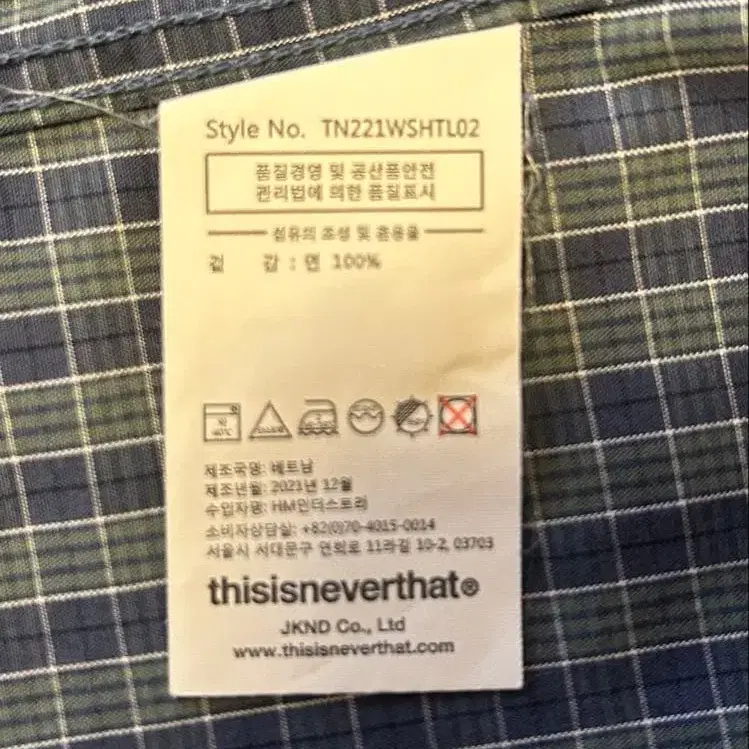 Style No. TN221WSHTL02
품질경영 및 공산품안전
관리법에 의한 품질표시
섬유의 조성 및 혼용율
겉 감 : 면 100%
제조국명: 베트남
제조년월: 2021년 12월
수입자명: HM인더스토리
소비자상담실: +82(0)70-4015-0014
서울시 서대문구 연희로 11라길 10-2, 03703
thisisneverthat®
JKND Co., Ltd
www.thisisneverthat.com